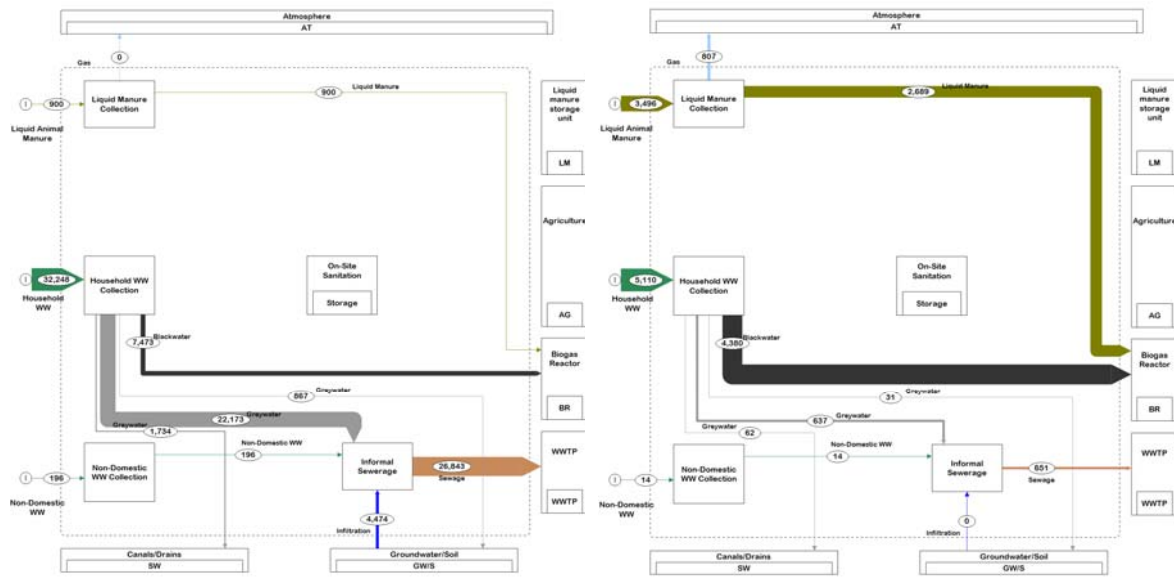 Atmosphere
AT
0
Gas
I
900
Liquid Manure
Collection
900
Liquid Manure
Liquid Animal
Manure
Liquid
manure
storage
unit
LM
Agriculture
AG
I
32,248
Household
WW
Household WW
Collection
On-Site
Sanitation
Storage
Blackwater
7,473
Biogas
Reactor
BR
Greywater
867
Greywater
22,173
Greywater
1,734
Non-Domestic WW
196
I
196
Non-Domestic
WW
Non-Domestic
WW Collection
Informal
Sewerage
26,843
Sewage
WWTP
WWTP
4,474
Infiltration
Canals/Drains
SW
Groundwater/Soil
GW/S
Atmosphere
AT
807
Gas
I
3,496
Liquid Manure
Collection
2,689
Liquid Manure
Liquid Animal
Manure
Liquid
manure
storage
unit
LM
Agriculture
AG
I
5,110
Household
WW
Household WW
Collection
On-Site
Sanitation
Storage
Blackwater
4,380
Biogas
Reactor
BR
Greywater
31
Greywater
637
Greywater
62
Non-Domestic WW
14
I
14
Non-Domestic
WW
Non-Domestic
WW Collection
Informal
Sewerage
651
Sewage
WWTP
WWTP
0
Infiltration
Canals/Drains
SW
Groundwater/Soil
GW/S